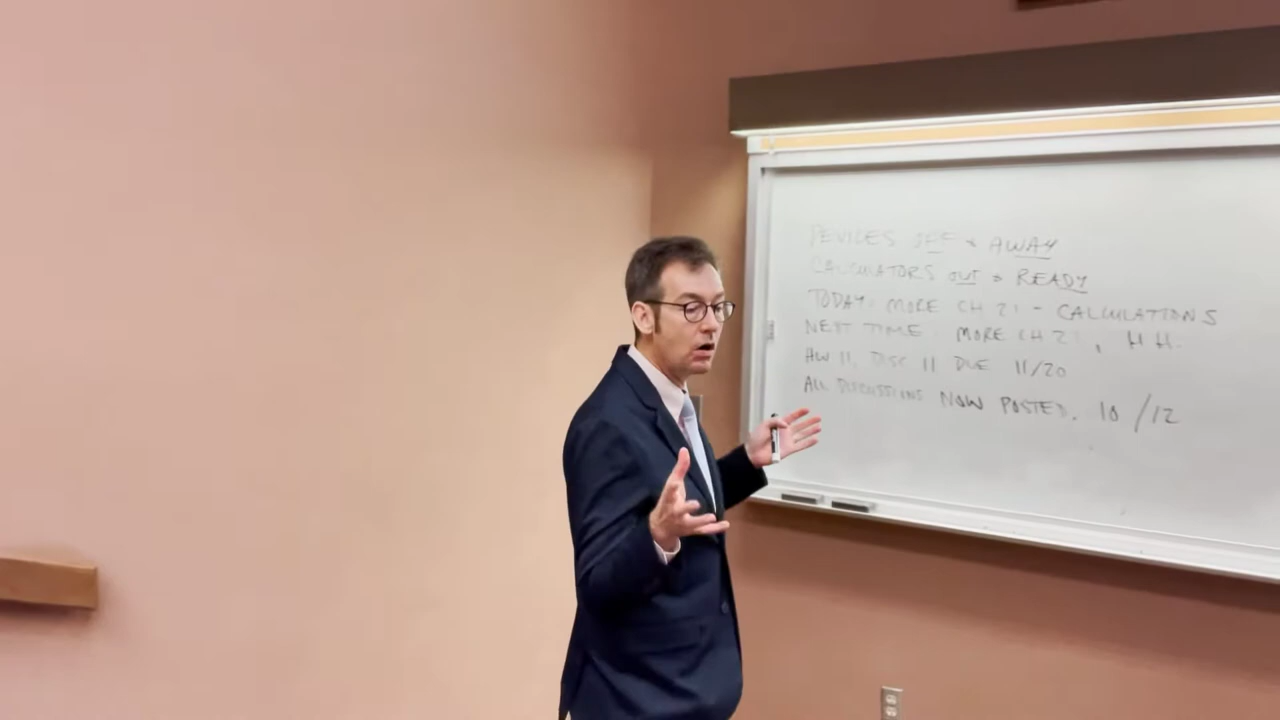 DEVICES OFF & AWAY
CALCULATORS OUT & READY
TODAY: MORE CH 21 - CALCULATIONS
NEXT TIME: MORE CH 21, HH.
HW 11, DISC 11 DUE 11/20
ALL DISCUSSIONS NOW POSTED. 10/12